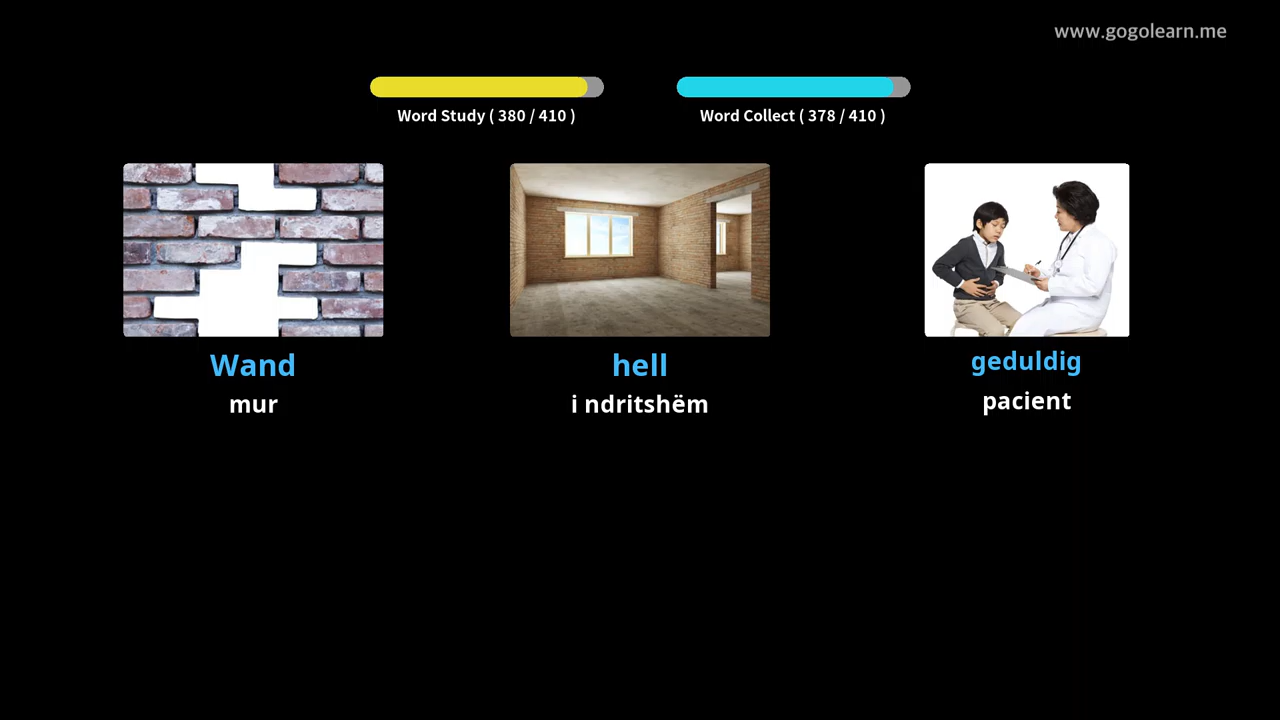 www.gogolearn.me
Word Study ( 380 / 410 )
Word Collect ( 378 / 410 )
Wand
hell
geduldig
mur
i ndritshëm
pacient